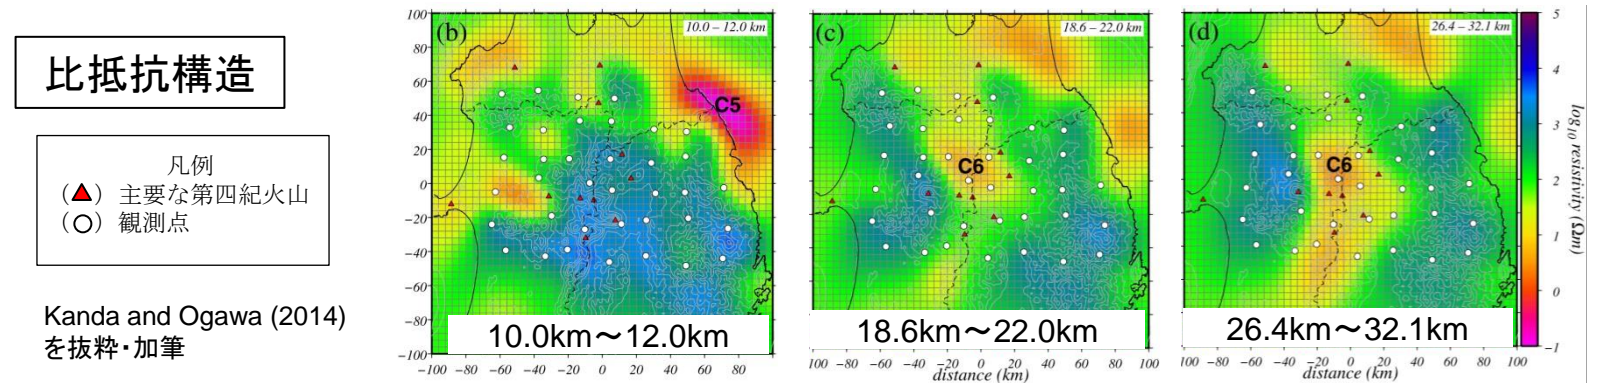 比抵抗構造
凡例
（▲）主要な第四紀火山
（○）観測点
Kanda and Ogawa (2014)
を抜粋・加筆
(b)
10.0 – 12.0 km
C5
100
80
60
40
20
0
−20
−40
−60
−80
−100
10.0km～12.0km
−100 −80 −60 −40 −20 0 20 40 60 80
(c)
18.6 – 22.0 km
C6
18.6km～22.0km
−100 −80 −60 −40 −20 0 20 40 60 80 100
distance (km)
(d)
26.4 – 32.1 km
C6
26.4km～32.1km
−80 −60 −40 −20 0 20 40 60 80 100
distance (km)
5
4
3
2
1
0
−1
log10 resistivity (Ωm)